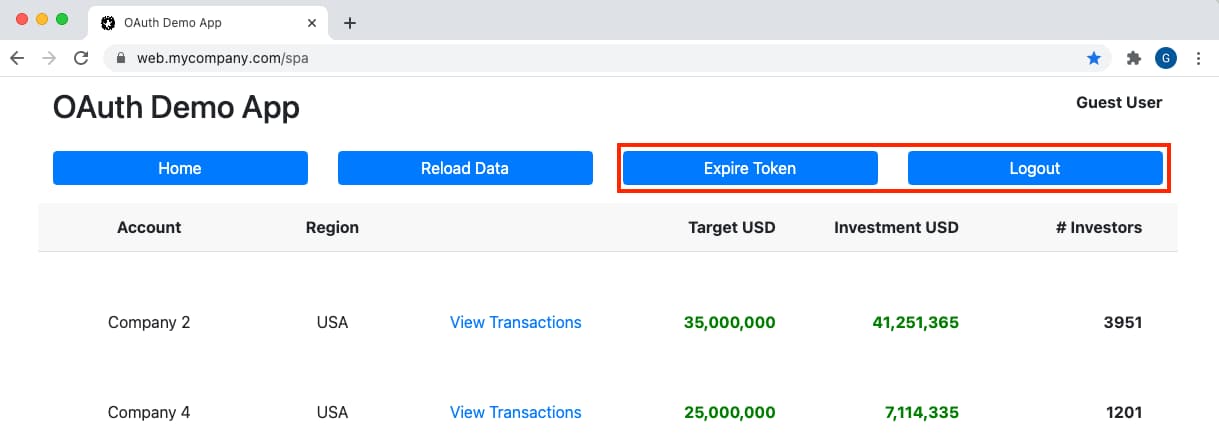 OAuth Demo App
web.mycompany.com/spa
G
OAuth Demo App
Guest User
Home Reload Data Expire Token Logout
Account Region Target USD Investment USD # Investors
Company 2 USA View Transactions 35,000,000 41,251,365 3951
Company 4 USA View Transactions 25,000,000 7,114,335 1201